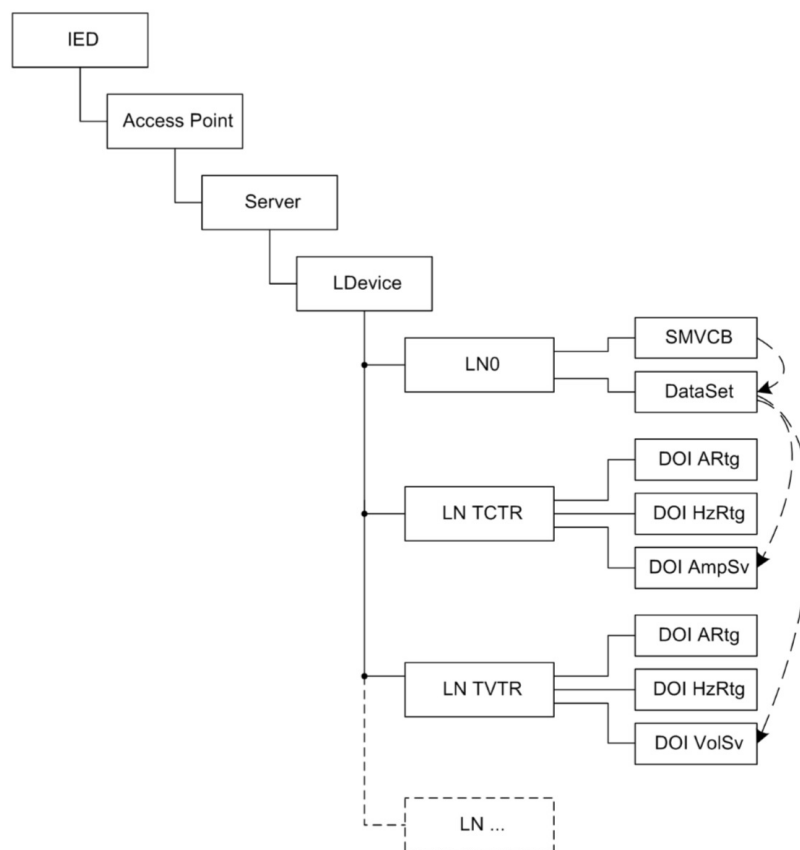 IED
Access Point
Server
LDevice
SMVCB
LN0
DataSet
DOI ARtg
LN TCTR
DOI HzRtg
DOI AmpSv
DOI ARtg
LN TVTR
DOI HzRtg
DOI VolSv
LN ...